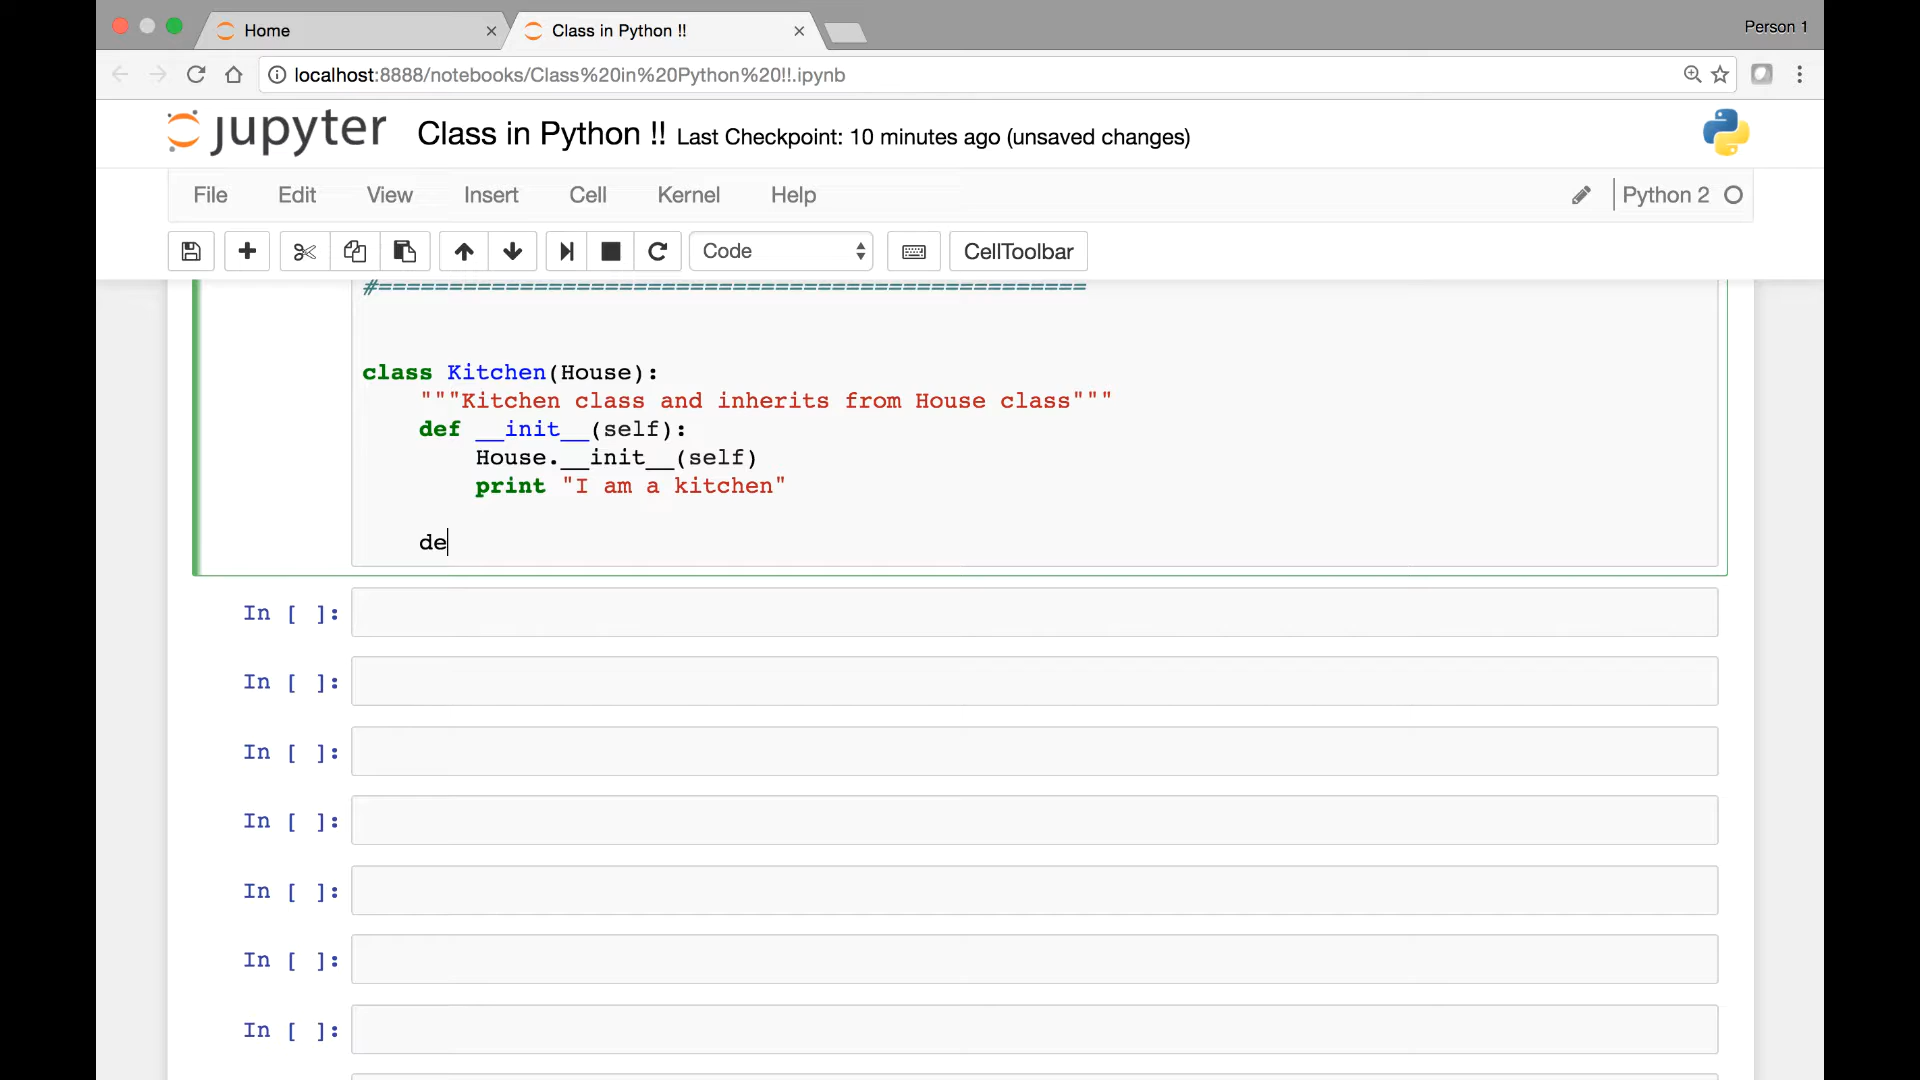 Home
Class in Python !!
Person 1
localhost:8888/notebooks/Class%20in%20Python%20!!.ipynb
jupyter Class in Python !! Last Checkpoint: 10 minutes ago (unsaved changes)
File Edit View Insert Cell Kernel Help Python 2
Code CellToolbar
#==================================================
class Kitchen(House):
"""Kitchen class and inherits from House class"""
def __init__(self):
House.__init__(self)
print "I am a kitchen"
de
In [ ]:
In [ ]:
In [ ]:
In [ ]:
In [ ]:
In [ ]:
In [ ]: